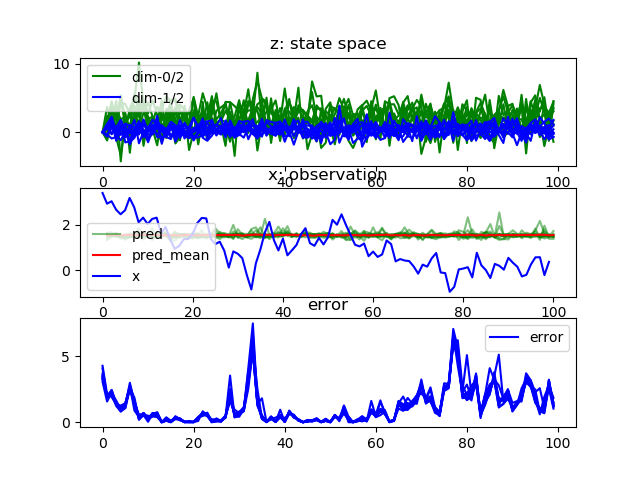 z: state space
10
0
dim-0/2
dim-1/2
0 20 40 60 80 100
x: observation
2
0
pred
pred_mean
x
0 20 40 60 80 100
error
5
0
error
0 20 40 60 80 100